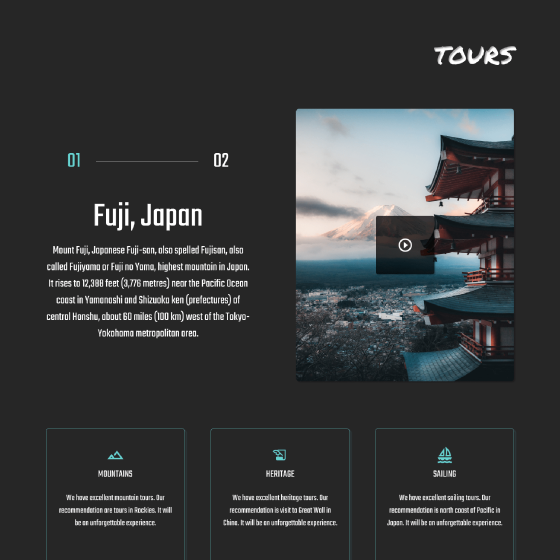 TOURS
01
02
Fuji, Japan
Mount Fuji, Japanese Fuji-san, also spelled Fujisan, also
called Fujiyama or Fuji no Yama, highest mountain in Japan.
It rises to 12,388 feet (3,776 metres) near the Pacific Ocean
coast in Yamanashi and Shizuoka ken (prefectures) of
central Honshu, about 60 miles (100 km) west of the Tokyo-
Yokohama metropolitan area.
MOUNTAINS
We have excellent mountain tours. Our
recommendation are tours in Rockies. It will
be an unforgettable experience.
HERITAGE
We have excellent heritage tours. Our
recommendation is visit to Great Wall in
China. It will be an unforgettable experience.
SAILING
We have excellent sailing tours. Our
recommendation is north coast of Pacific in
Japan. It will be an unforgettable experience.